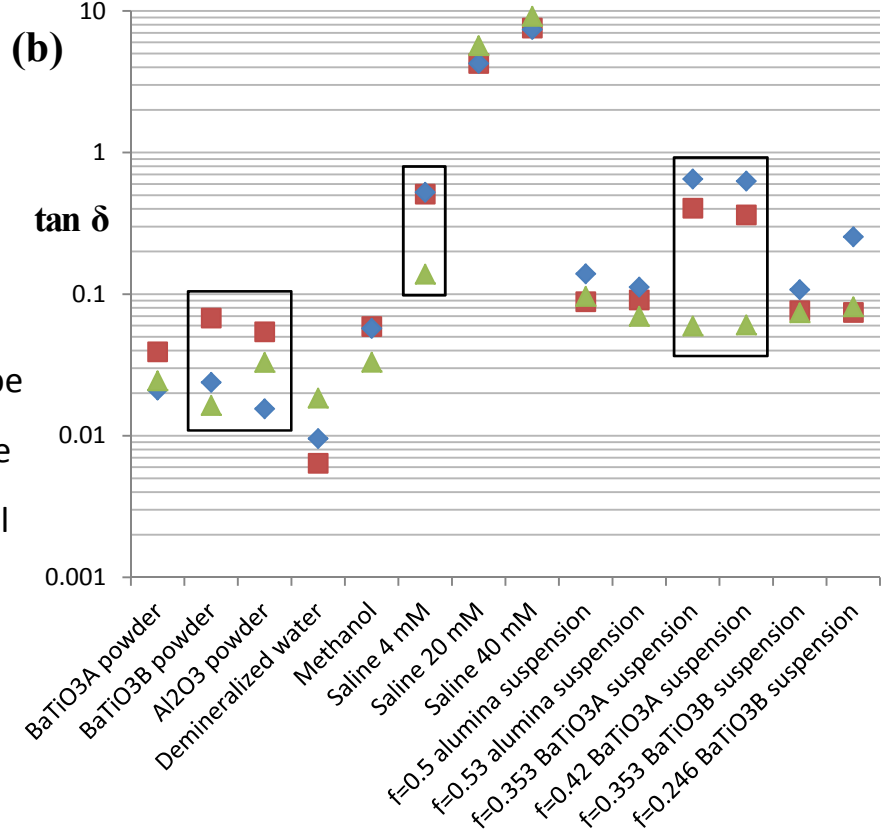 (b)
10
1
tan δ
0.1
0.01
0.001
pe
e
l
BaTiO3A powder
BaTiO3B powder
Al2O3 powder
Demineralized water
Methanol
Saline 4 mM
Saline 20 mM
Saline 40 mM
f=0.5 alumina suspension
f=0.53 alumina suspension
f=0.353 BaTiO3A suspension
f=0.42 BaTiO3A suspension
f=0.353 BaTiO3B suspension
f=0.246 BaTiO3B suspension